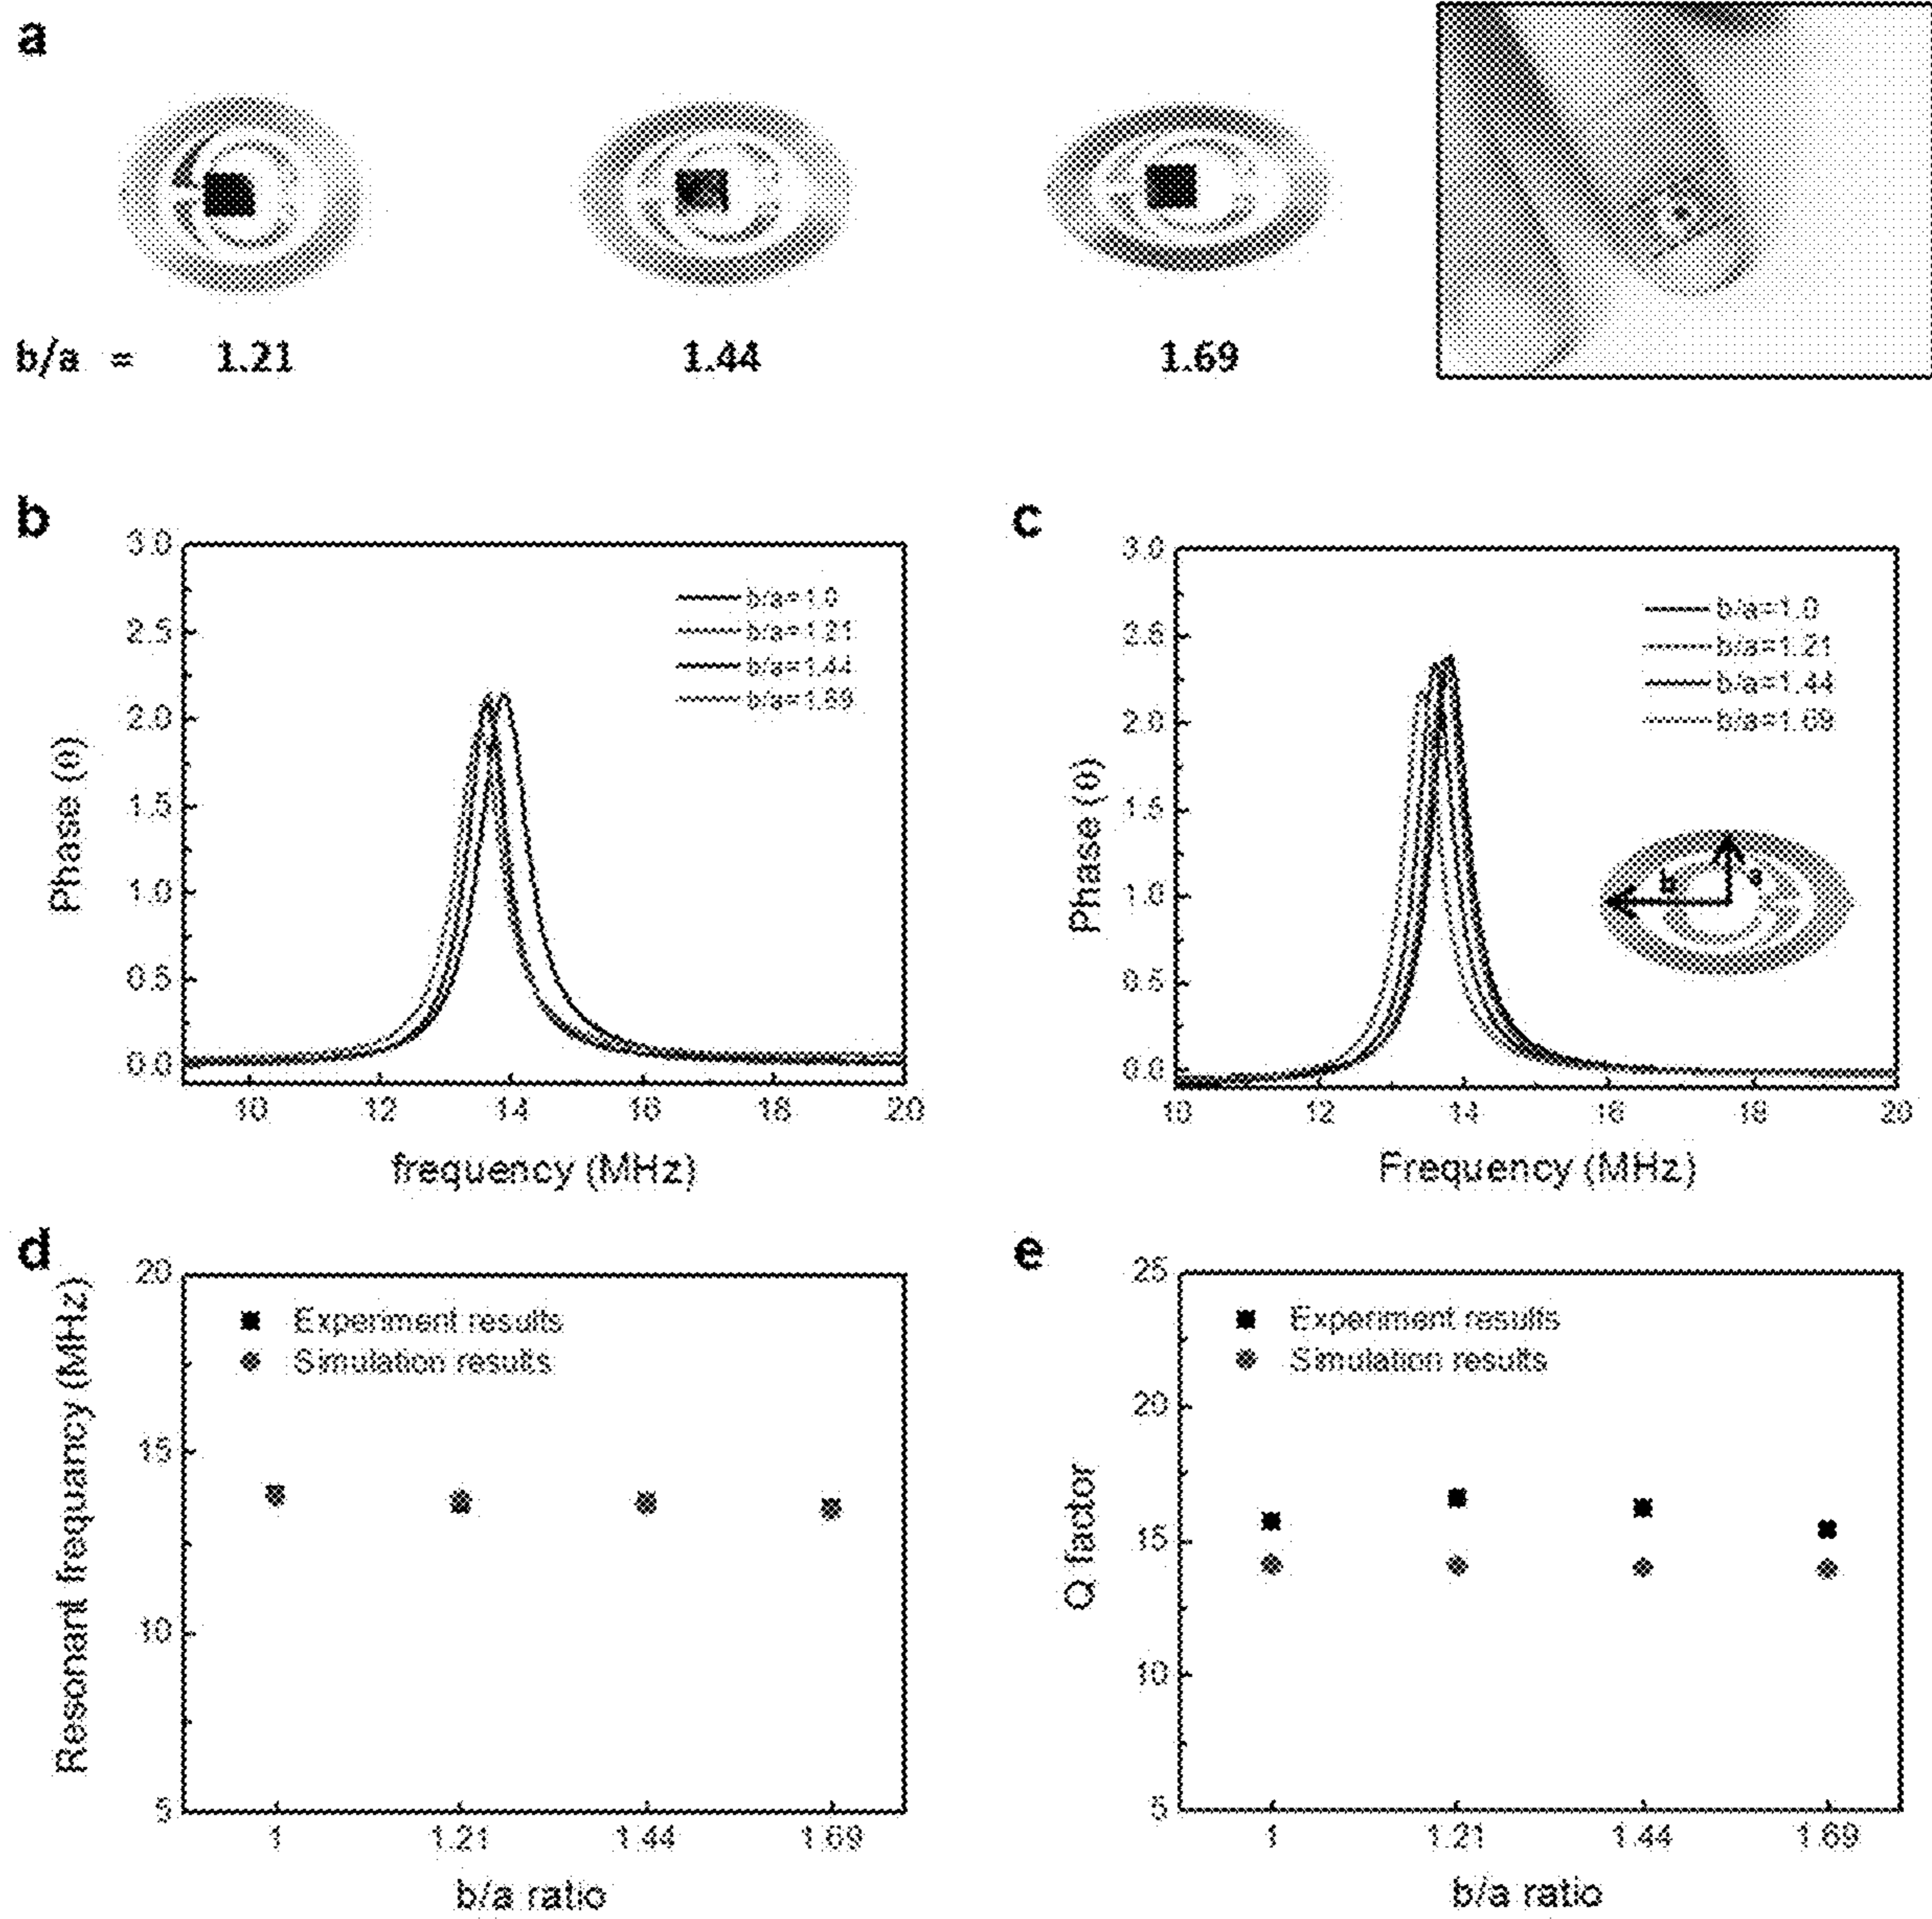 a
b/a = 1.21 1.44 1.69
b
3.0
2.5
2.0
1.5
1.0
0.5
0.0
Phase (θ)
b/a=1.0
b/a=1.21
b/a=1.44
b/a=1.69
10 12 14 16 18 20
frequency (MHz)
c
3.0
2.5
2.0
1.5
1.0
0.5
0.0
Phase (θ)
b/a=1.0
b/a=1.21
b/a=1.44
b/a=1.69
b
a
10 12 14 16 18 20
Frequency (MHz)
d
20
15
10
5
Resonant frequancy (MHz)
Experiment results
Simulation results
1 1.21 1.44 1.69
b/a ratio
e
25
20
15
10
5
Q factor
Experiment results
Simulation results
1 1.21 1.44 1.69
b/a ratio